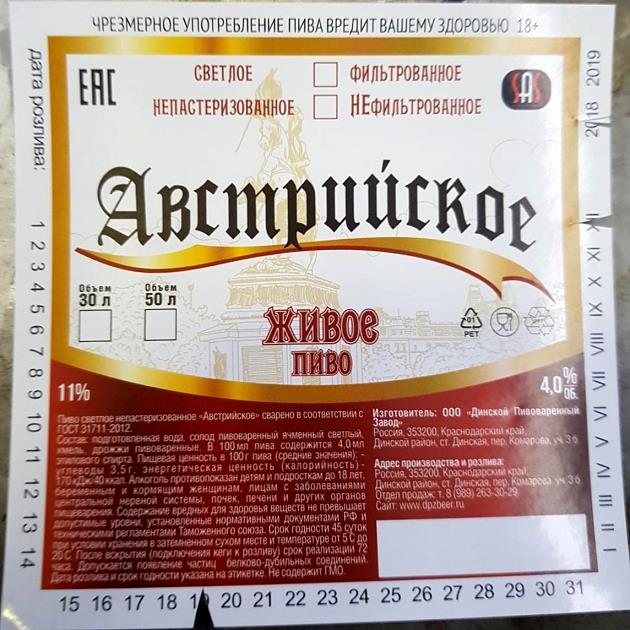 ЧРЕЗМЕРНОЕ УПОТРЕБЛЕНИЕ ПИВА ВРЕДИТ ВАШЕМУ ЗДОРОВЬЮ 18+
дата розлива:
EAC
СВЕТЛОЕ
ФИЛЬТРОВАННОЕ
НЕПАСТЕРИЗОВАННОЕ
НЕФИЛЬТРОВАННОЕ
SAS
2018 2019
Австрийское
Объем
30 л
Объем
50 л
ЖИВОЕ
ПИВО
01
PET
11%
4,0 % ОБ.
Пиво светлое непастеризованное «Австрийское» сварено в соответствии с
ГОСТ 31711-2012.
Состав: подготовленная вода, солод пивоваренный ячменный светлый,
хмель, дрожжи пивоваренные. В 100 мл пива содержится 4,0 мл
этилового спирта. Пищевая ценность в 100г пива (средние значения): -
углеводы 3.5г, энергетическая ценность (калорийность)-
170 кДж/40 ккал. Алкоголь противопоказан детям и подросткам до 18 лет,
беременным и кормящим женщинам, лицам с заболеваниями
центральной нервной системы, почек, печени и других органов
пищеварения. Содержание вредных для здоровья веществ не превышает
допустимые уровни, установленные нормативными документами РФ и
техническими регламентами Таможенного союза. Срок годности 45 суток
при условии хранения в затемненном сухом месте и температуре от 5 С до
20 С. После вскрытия (подключения кеги к розливу) срок реализации 72
часа. Допускается появление частиц белково-дубильных соединений.
Дата розлива и срок годности указана на этикетке. Не содержит ГМО.
Изготовитель: ООО «Динской Пивоваренный
Завод»
Россия, 353200, Краснодарский край,
Динской район, ст. Динская, пер. Комарова, уч. 3 б
Адрес производства и розлива:
Россия, 353200, Краснодарский край,
Динской район, ст. Динская, пер. Комарова, уч. 3 б
Отдел продаж: т. 8 (989) 263-30-29
Сайт: www.dpzbeer.ru
1 2 3 4 5 6 7 8 9 10 11 12 13 14
15 16 17 18 19 20 21 22 23 24 25 26 27 28 29 30 31
I II III IV V VI VII VIII IX X XI XII